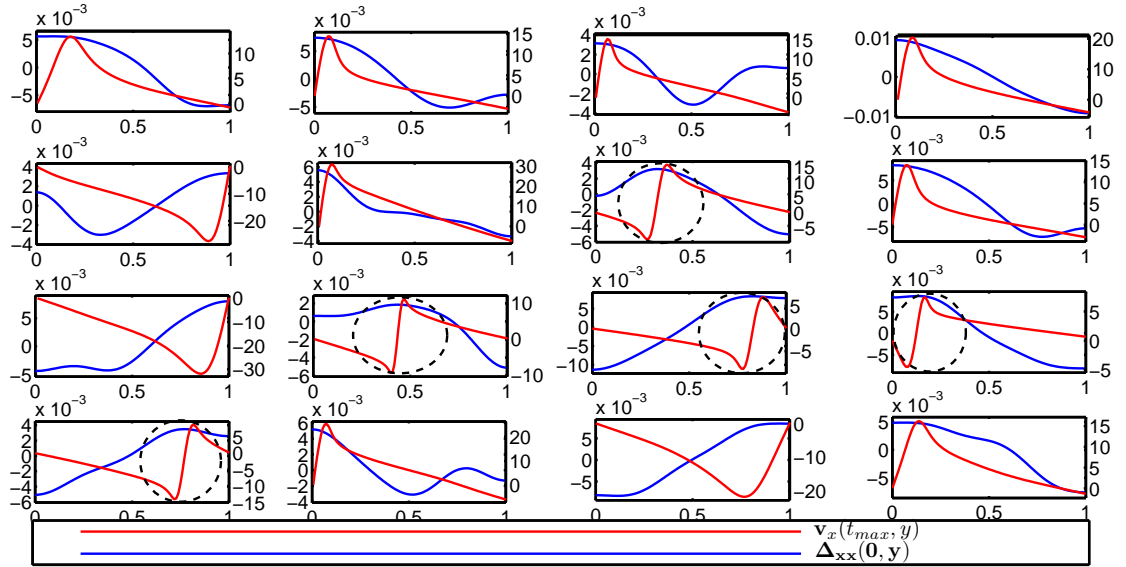 x 10⁻³ x 10⁻³ x 10⁻³
5 0 −5 10 5 0 0 0.5 1
5 0 −5 15 10 5 0 0 0.5 1
4 2 0 −2 −4 15 10 5 0 0 0.5 1
0.01 0 −0.01 20 10 0 0 0.5 1
x 10⁻³ x 10⁻³ x 10⁻³ x 10⁻³
4 2 0 −2 −4 0 −10 −20 0 0.5 1
6 4 2 0 −2 −4 30 20 10 0 0 0.5 1
4 2 0 −2 −4 −6 15 10 5 0 −5 0 0.5 1
5 0 −5 15 10 5 0 0 0.5 1
x 10⁻³ x 10⁻³ x 10⁻³ x 10⁻³
5 0 −5 0 −10 −20 −30 0 0.5 1
2 0 −2 −4 −6 10 0 −10 0 0.5 1
5 0 −5 −10 5 0 −5 0 0.5 1
5 0 −5 5 0 −5 0 0.5 1
x 10⁻³ x 10⁻³ x 10⁻³ x 10⁻³
4 2 0 −2 −4 −6 5 0 −5 −10 −15 0 0.5 1
4 2 0 −2 20 10 0 0 0.5 1
5 0 −5 0 −10 −20 0 0.5 1
5 0 −5 15 10 5 0 0 0.5 1
v_x(t_max, y)
Δ_xx(0, y)